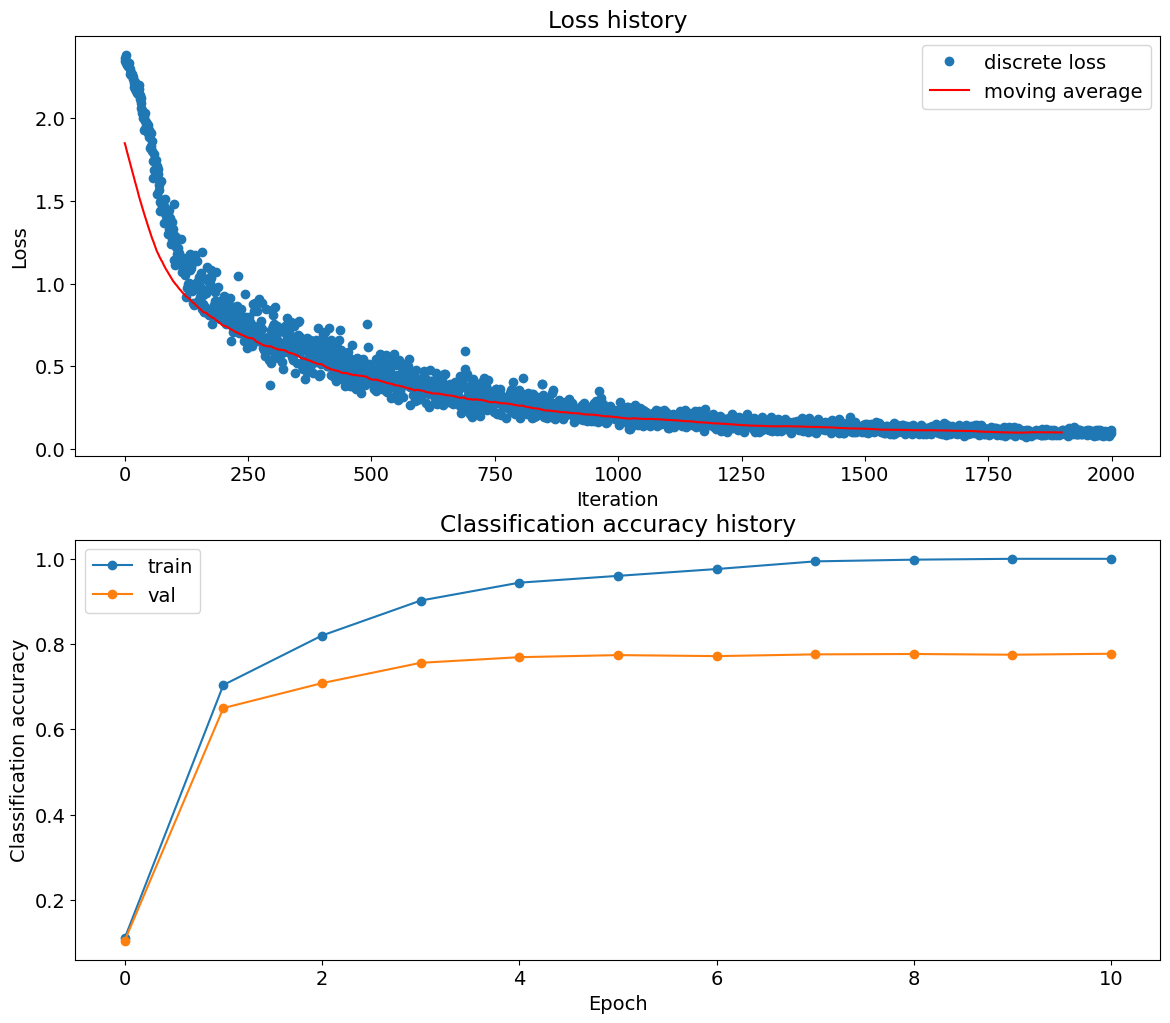 Loss history
discrete loss
moving average
Loss
2.0
1.5
1.0
0.5
0.0
0 250 500 750 1000 1250 1500 1750 2000
Iteration
Classification accuracy history
train
val
Classification accuracy
1.0
0.8
0.6
0.4
0.2
0 2 4 6 8 10
Epoch